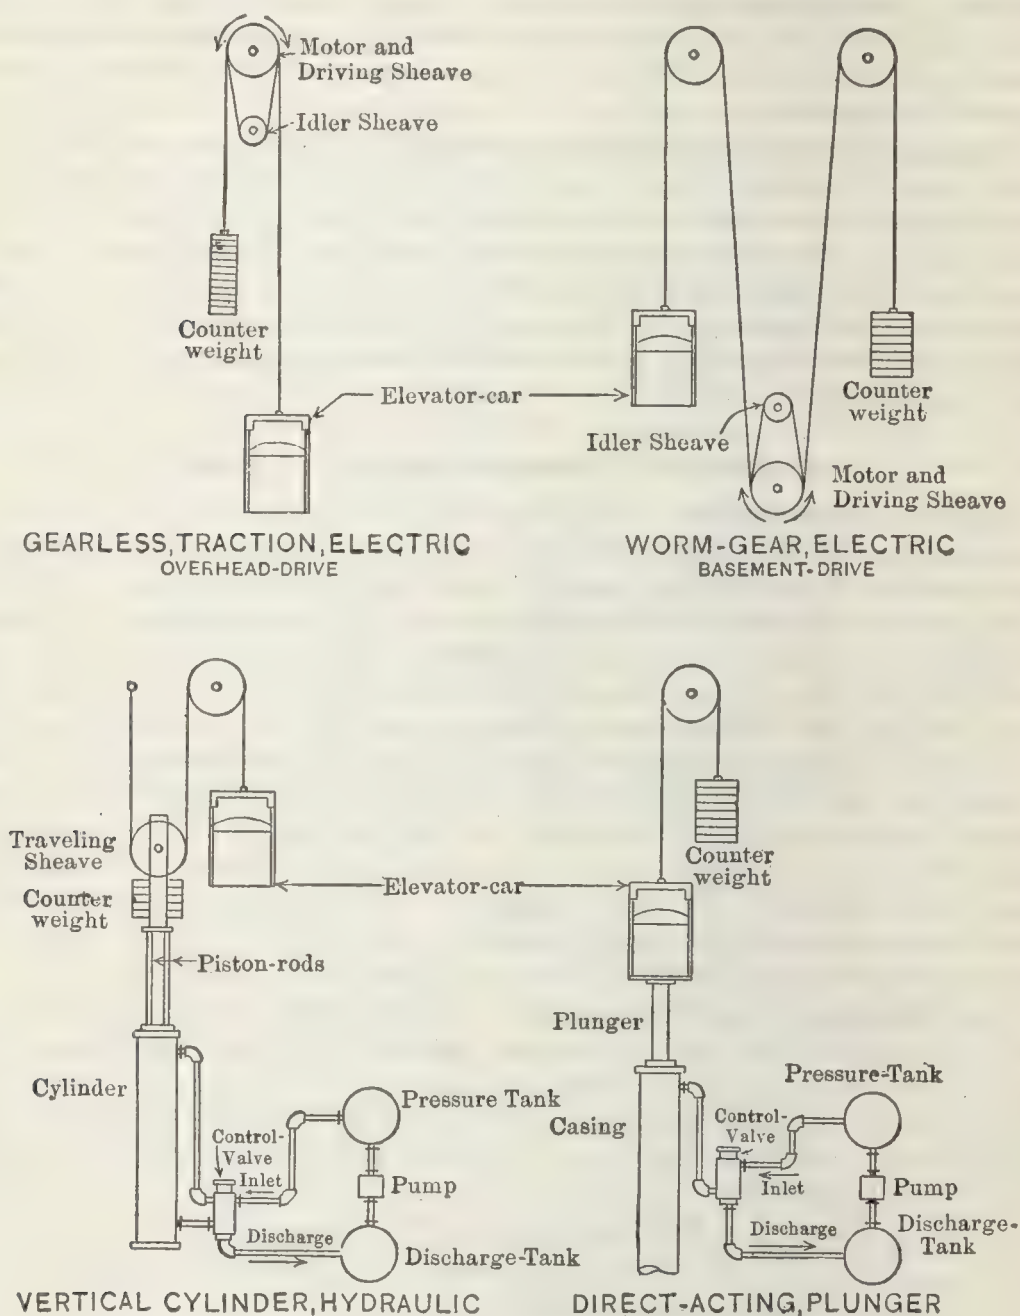 Motor and
Driving Sheave
Idler Sheave
Counter
weight
Elevator-car
Idler Sheave
Counter
weight
Motor and
Driving Sheave
GEARLESS,TRACTION,ELECTRIC
OVERHEAD-DRIVE
WORM-GEAR,ELECTRIC
BASEMENT-DRIVE
Traveling
Sheave
Counter
weight
Piston-rods
Cylinder
Control-
Valve
Inlet
Discharge
Pressure Tank
Pump
Discharge-Tank
Elevator-car
Counter
weight
Plunger
Casing
Control-
Valve
Inlet
Discharge
Pressure-Tank
Pump
Discharge-
Tank
VERTICAL CYLINDER,HYDRAULIC
DIRECT-ACTING,PLUNGER